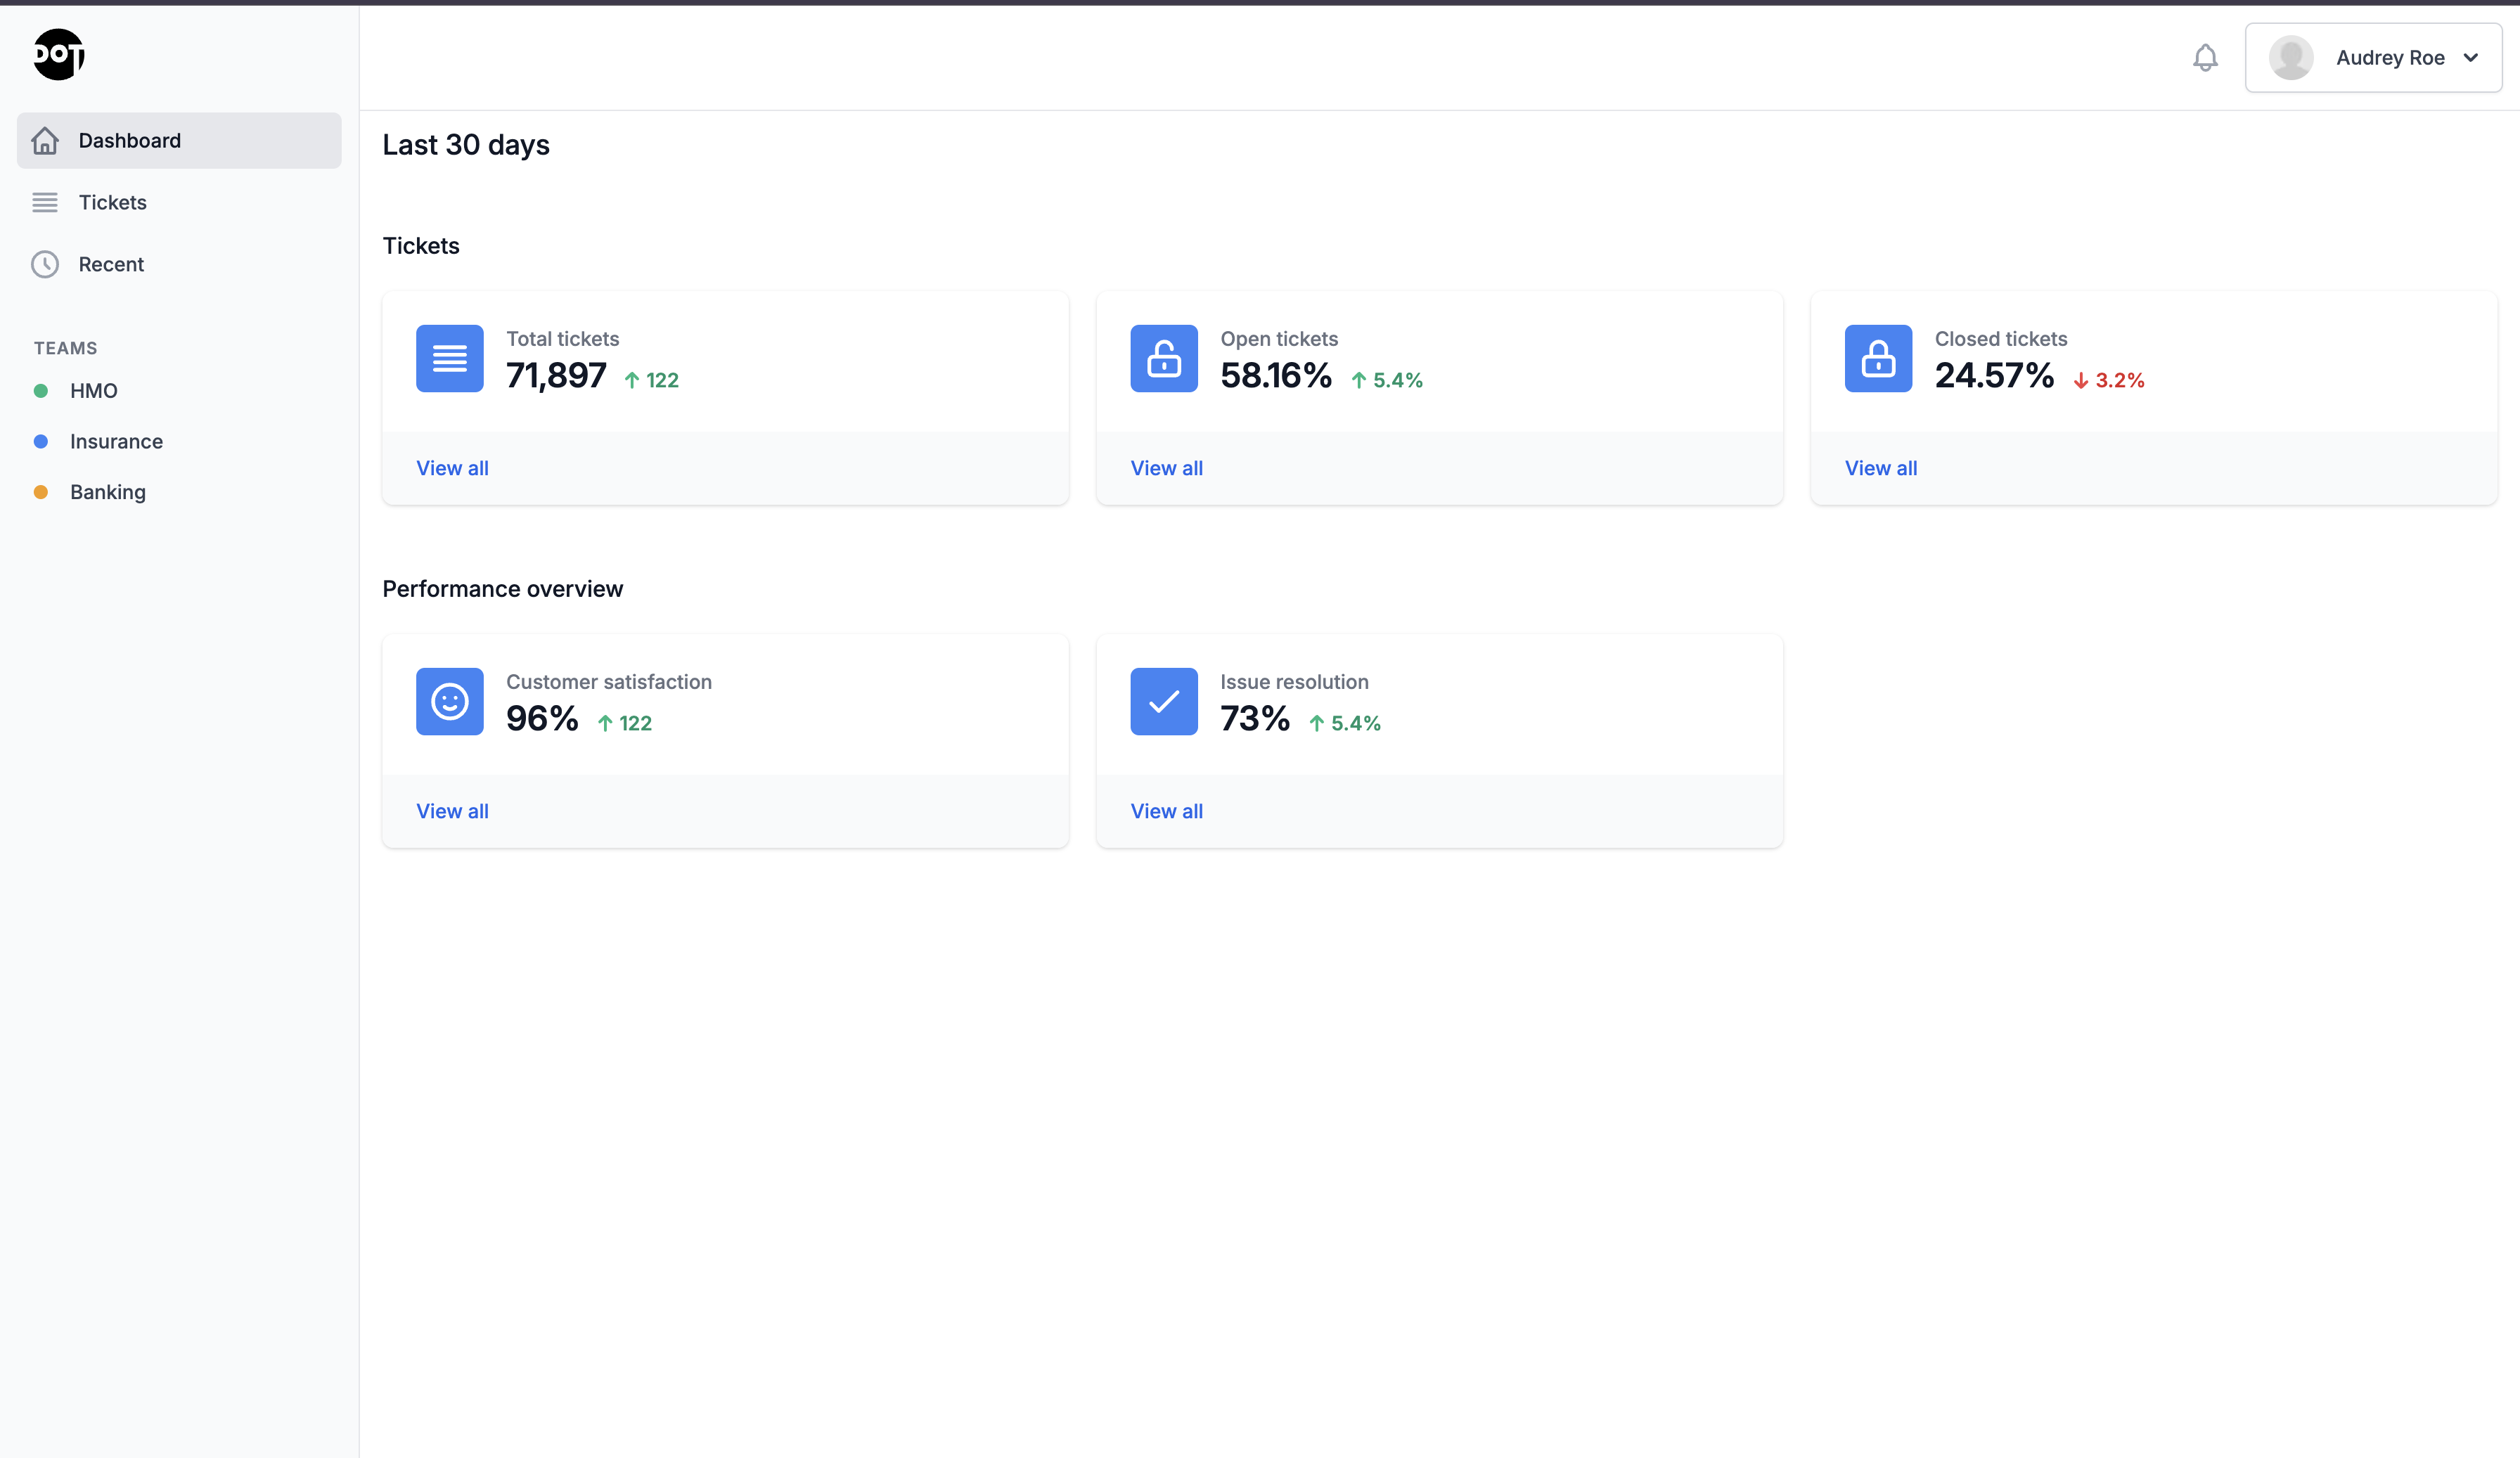 DOT
Audrey Roe
Dashboard
Tickets
Recent
TEAMS
HMO
Insurance
Banking
Last 30 days
Tickets
Total tickets
71,897 122
View all
Open tickets
58.16% 5.4%
View all
Closed tickets
24.57% 3.2%
View all
Performance overview
Customer satisfaction
96% 122
View all
Issue resolution
73% 5.4%
View all